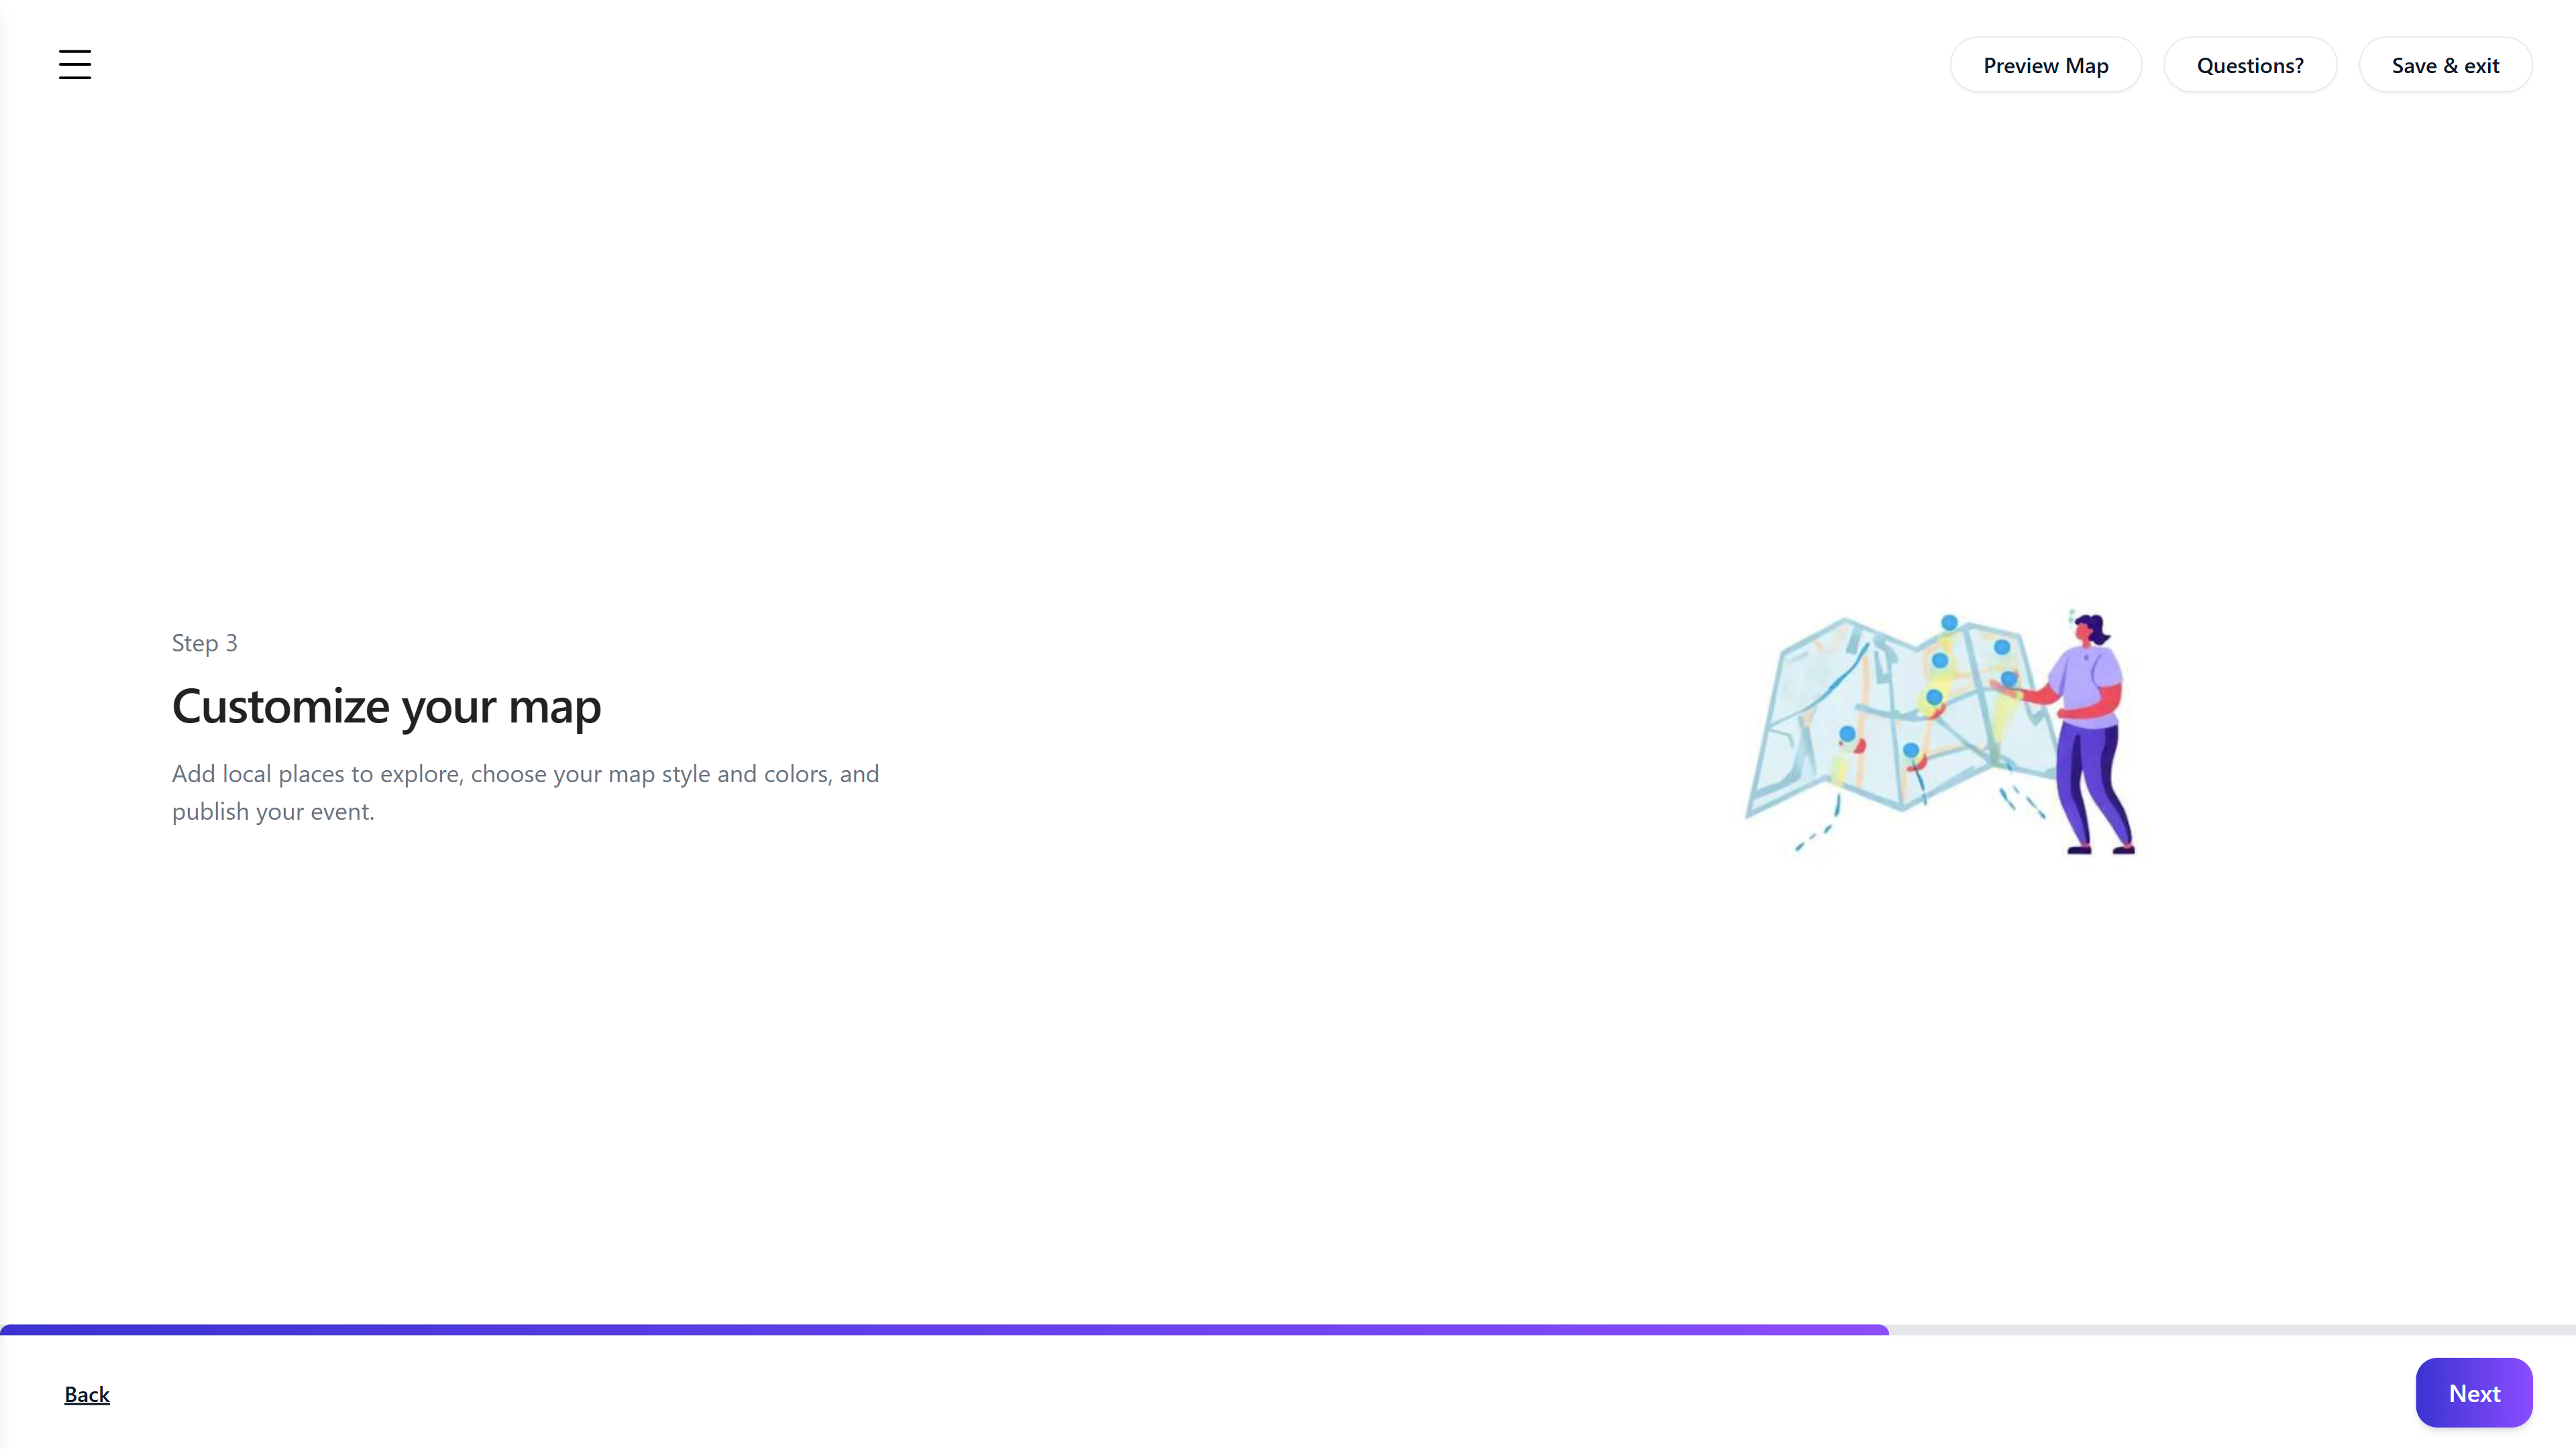 Preview Map
Questions?
Save & exit
Step 3
Customize your map
Add local places to explore, choose your map style and colors, and
publish your event.
Back
Next